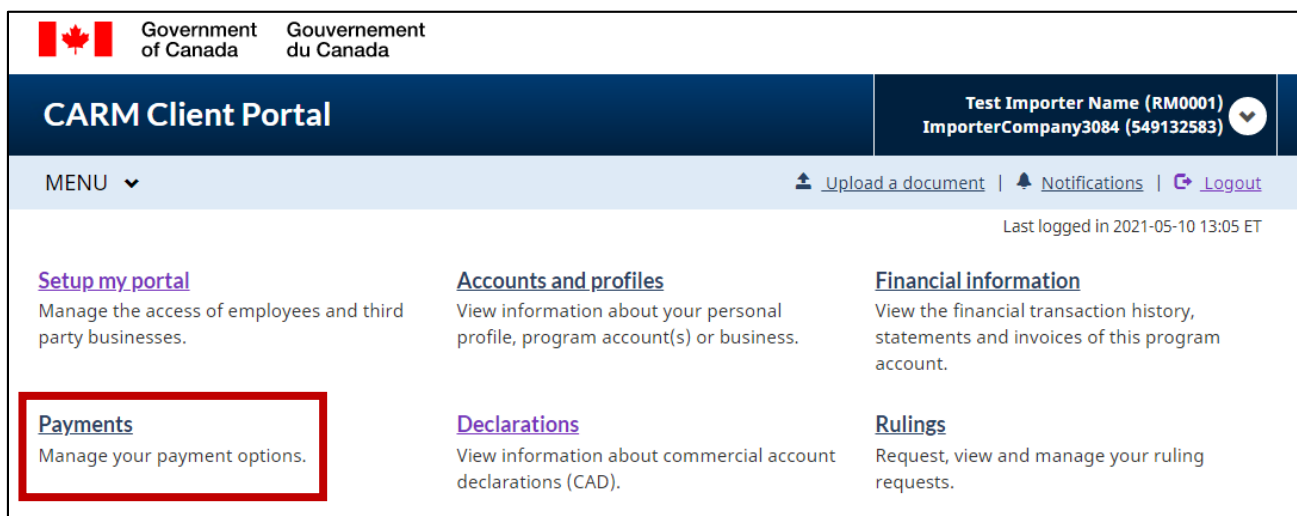 Government Gouvernement
of Canada du Canada
CARM Client Portal
Test Importer Name (RM0001)
ImporterCompany3084 (549132583)
MENU
Upload a document | Notifications | Logout
Last logged in 2021-05-10 13:05 ET
Setup my portal
Manage the access of employees and third
party businesses.
Accounts and profiles
View information about your personal
profile, program account(s) or business.
Financial information
View the financial transaction history,
statements and invoices of this program
account.
Payments
Manage your payment options.
Declarations
View information about commercial account
declarations (CAD).
Rulings
Request, view and manage your ruling
requests.